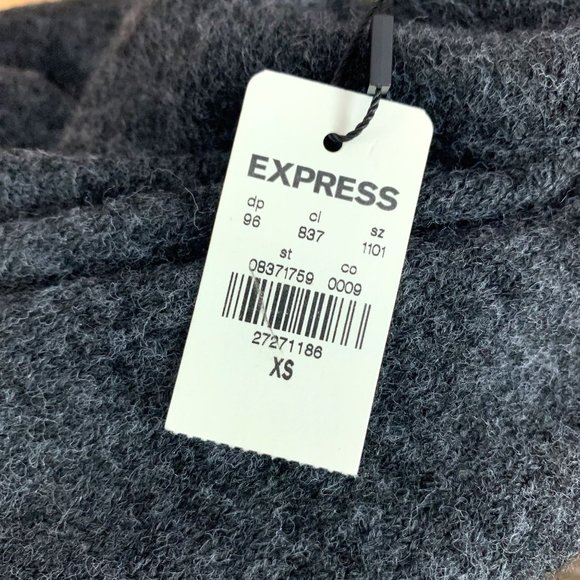 EXPRESS
dp cl sz
96 837 1101
st co
08371759 0009
27271186
XS